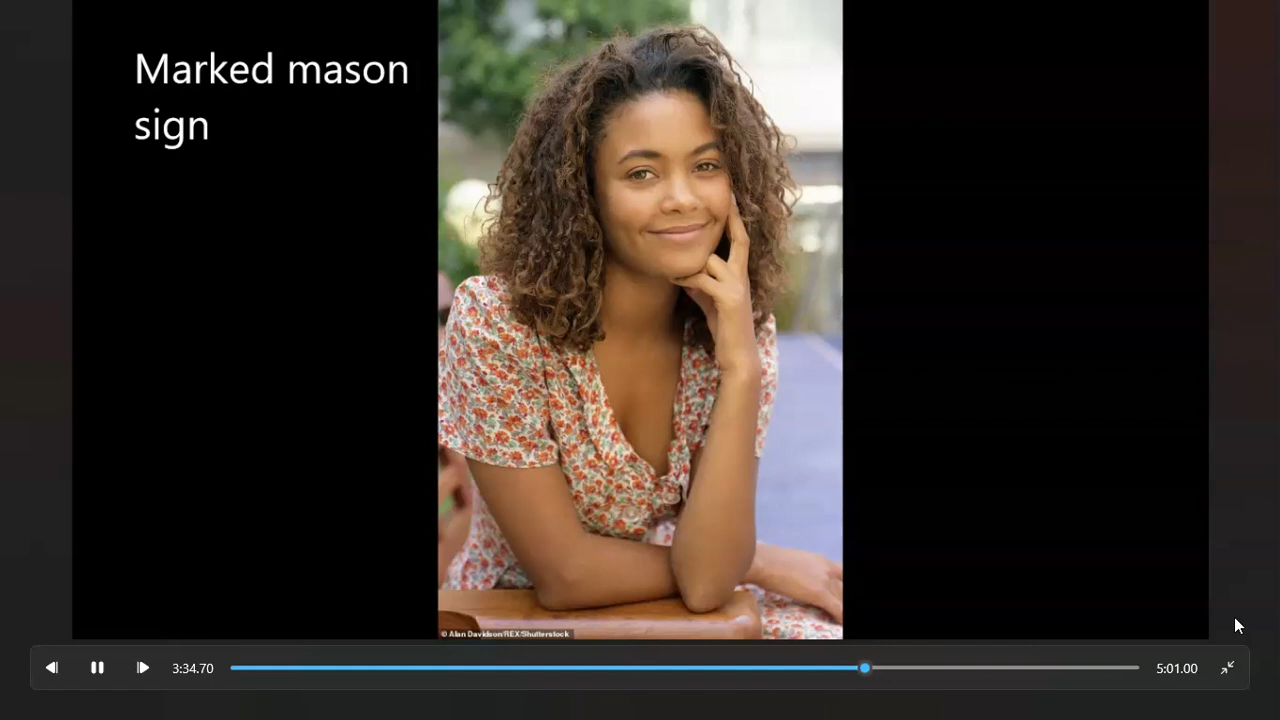 Marked mason
sign
© Alan Davidson/REX/Shutterstock
3:34.70
5:01.00